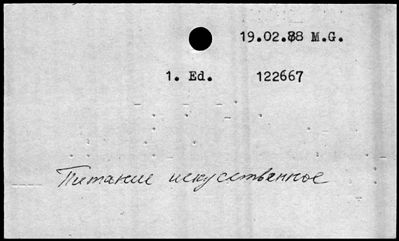 19.02.88 M.G.
1. Ed. 122667
Питание искусственное